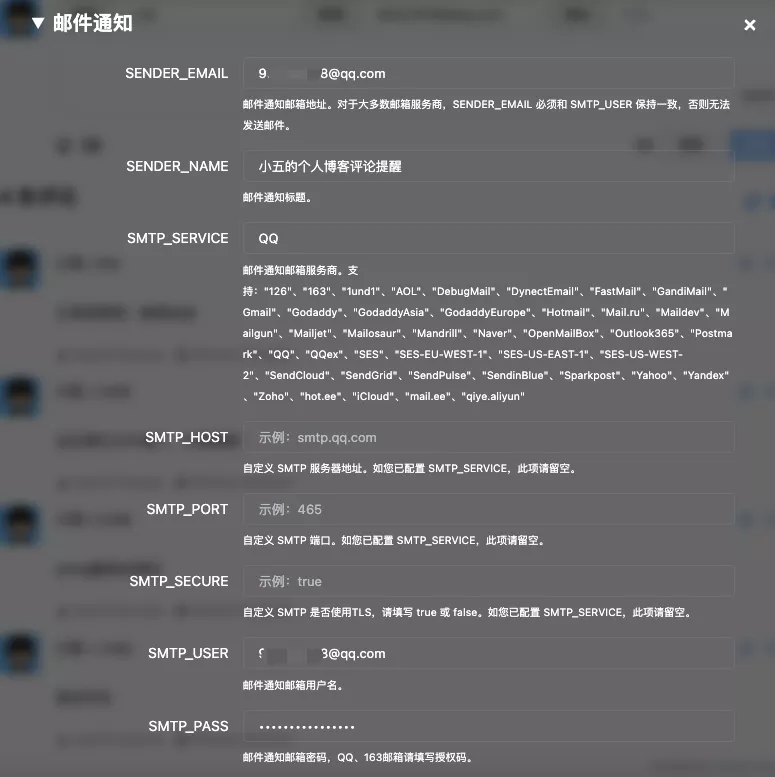 ▼ 邮件通知
×
SENDER_EMAIL
9 8@qq.com
邮件通知邮箱地址。对于大多数邮箱服务商，SENDER_EMAIL 必须和 SMTP_USER 保持一致，否则无法
发送邮件。
SENDER_NAME
小五的个人博客评论提醒
邮件通知标题。
SMTP_SERVICE
QQ
邮件通知邮箱服务商。支
持："126"、"163"、"1und1"、"AOL"、"DebugMail"、"DynectEmail"、"FastMail"、"GandiMail"、"
Gmail"、"Godaddy"、"GodaddyAsia"、"GodaddyEurope"、"Hotmail"、"Mail.ru"、"Maildev"、"M
ailgun"、"Mailjet"、"Mailosaur"、"Mandrill"、"Naver"、"OpenMailBox"、"Outlook365"、"Postma
rk"、"QQ"、"QQex"、"SES"、"SES-EU-WEST-1"、"SES-US-EAST-1"、"SES-US-WEST-
2"、"SendCloud"、"SendGrid"、"SendPulse"、"SendinBlue"、"Sparkpost"、"Yahoo"、"Yandex"
、"Zoho"、"hot.ee"、"iCloud"、"mail.ee"、"qiye.aliyun"
SMTP_HOST
示例：smtp.qq.com
自定义 SMTP 服务器地址。如您已配置 SMTP_SERVICE，此项请留空。
SMTP_PORT
示例：465
自定义 SMTP 端口。如您已配置 SMTP_SERVICE，此项请留空。
SMTP_SECURE
示例：true
自定义 SMTP 是否使用TLS，请填写 true 或 false。如您已配置 SMTP_SERVICE，此项请留空。
SMTP_USER
@qq.com
邮件通知邮箱用户名。
SMTP_PASS
••••••••••••••••
邮件通知邮箱密码，QQ、163邮箱请填写授权码。